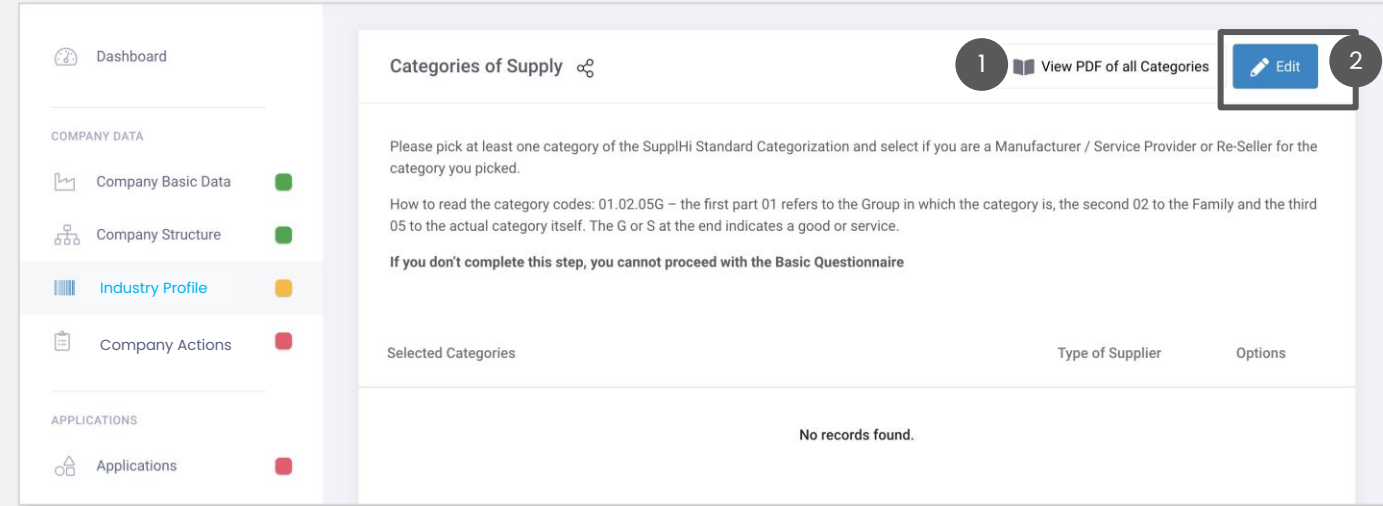 Dashboard
COMPANY DATA
Company Basic Data
Company Structure
Industry Profile
Company Actions
APPLICATIONS
Applications
Categories of Supply
1
View PDF of all Categories
Edit
2
Please pick at least one category of the SupplHi Standard Categorization and select if you are a Manufacturer / Service Provider or Re-Seller for the
category you picked.
How to read the category codes: 01.02.05G – the first part 01 refers to the Group in which the category is, the second 02 to the Family and the third
05 to the actual category itself. The G or S at the end indicates a good or service.
If you don't complete this step, you cannot proceed with the Basic Questionnaire
Selected Categories
Type of Supplier
Options
No records found.